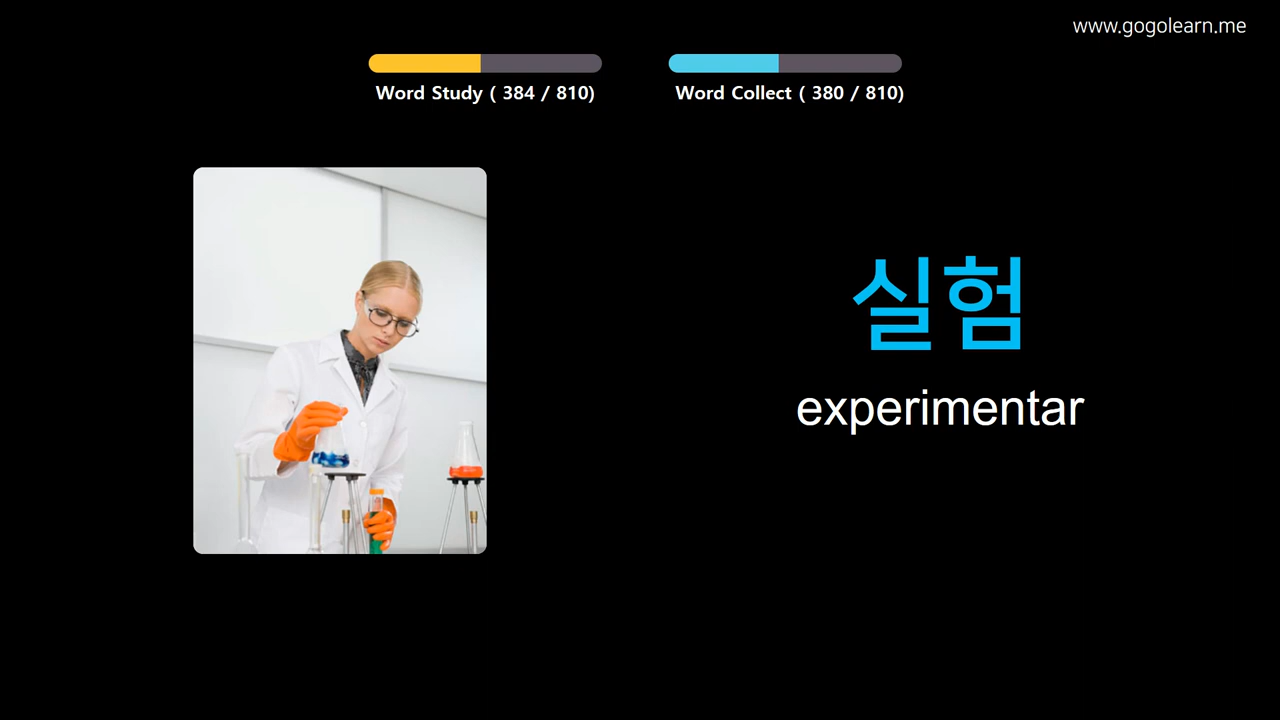 www.gogolearn.me
Word Study ( 384 / 810)
Word Collect ( 380 / 810)
실험
experimentar